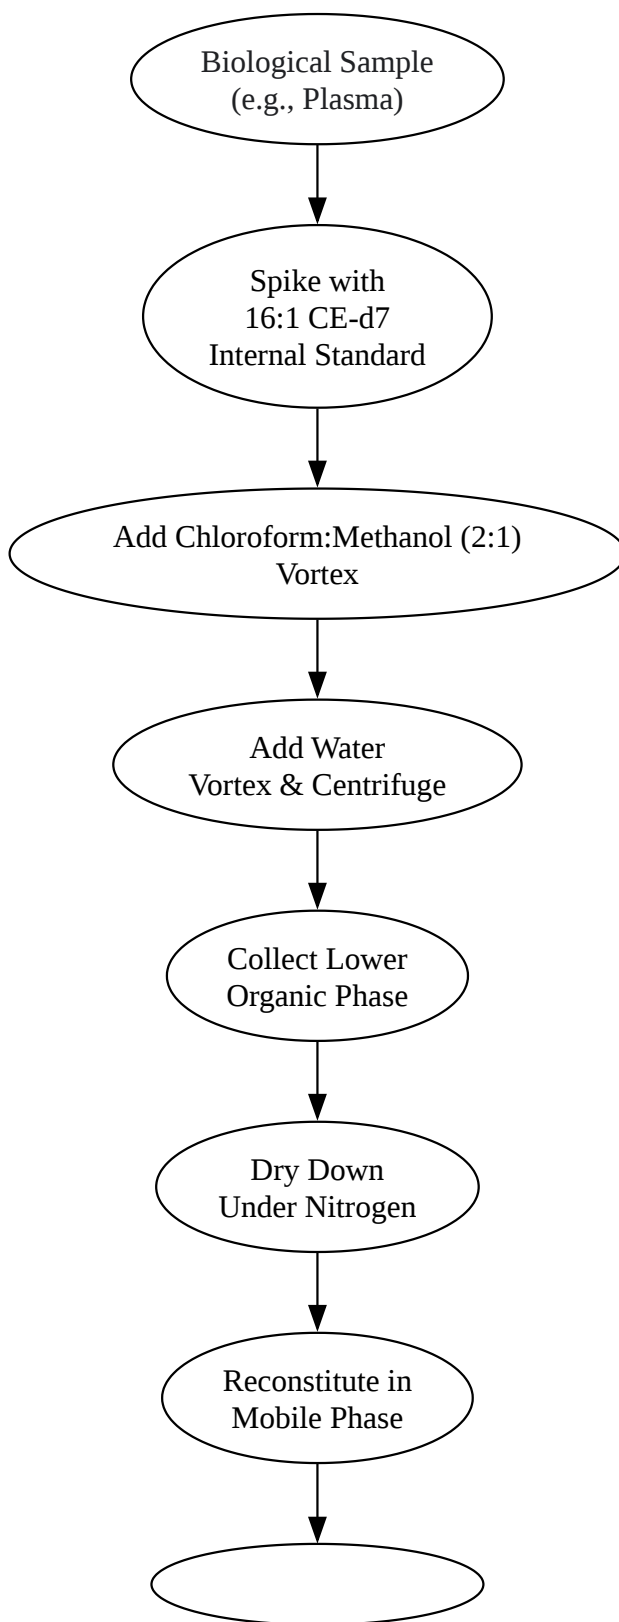 Biological Sample
(e.g., Plasma)
Spike with
16:1 CE-d7
Internal Standard
Add Chloroform:Methanol (2:1)
Vortex
Add Water
Vortex & Centrifuge
Collect Lower
Organic Phase
Dry Down
Under Nitrogen
Reconstitute in
Mobile Phase